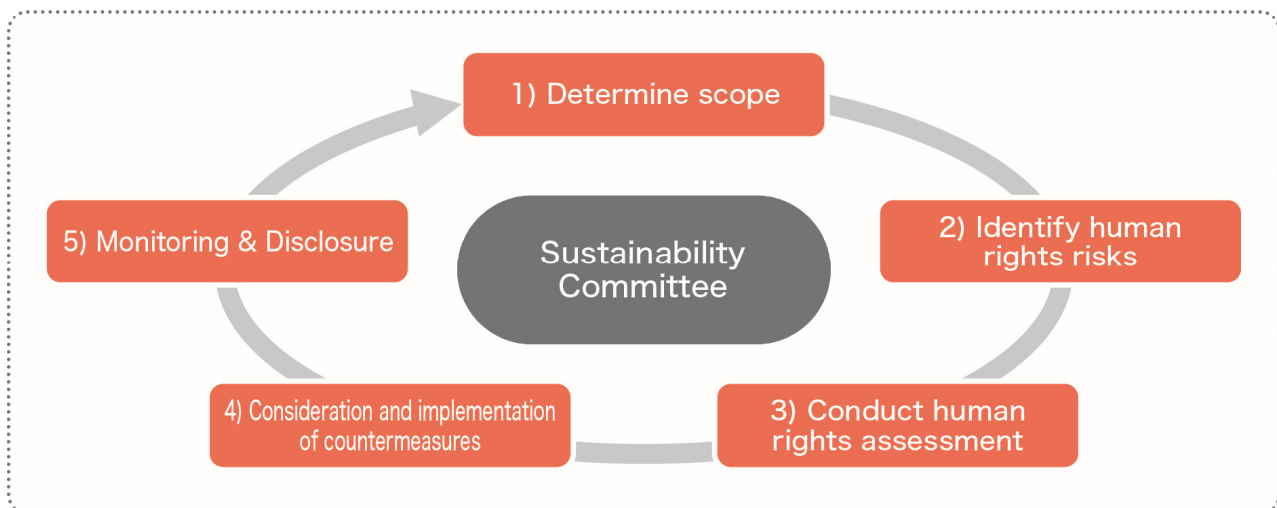 1) Determine scope
2) Identify human
rights risks
3) Conduct human
rights assessment
4) Consideration and implementation
of countermeasures
5) Monitoring & Disclosure
Sustainability
Committee